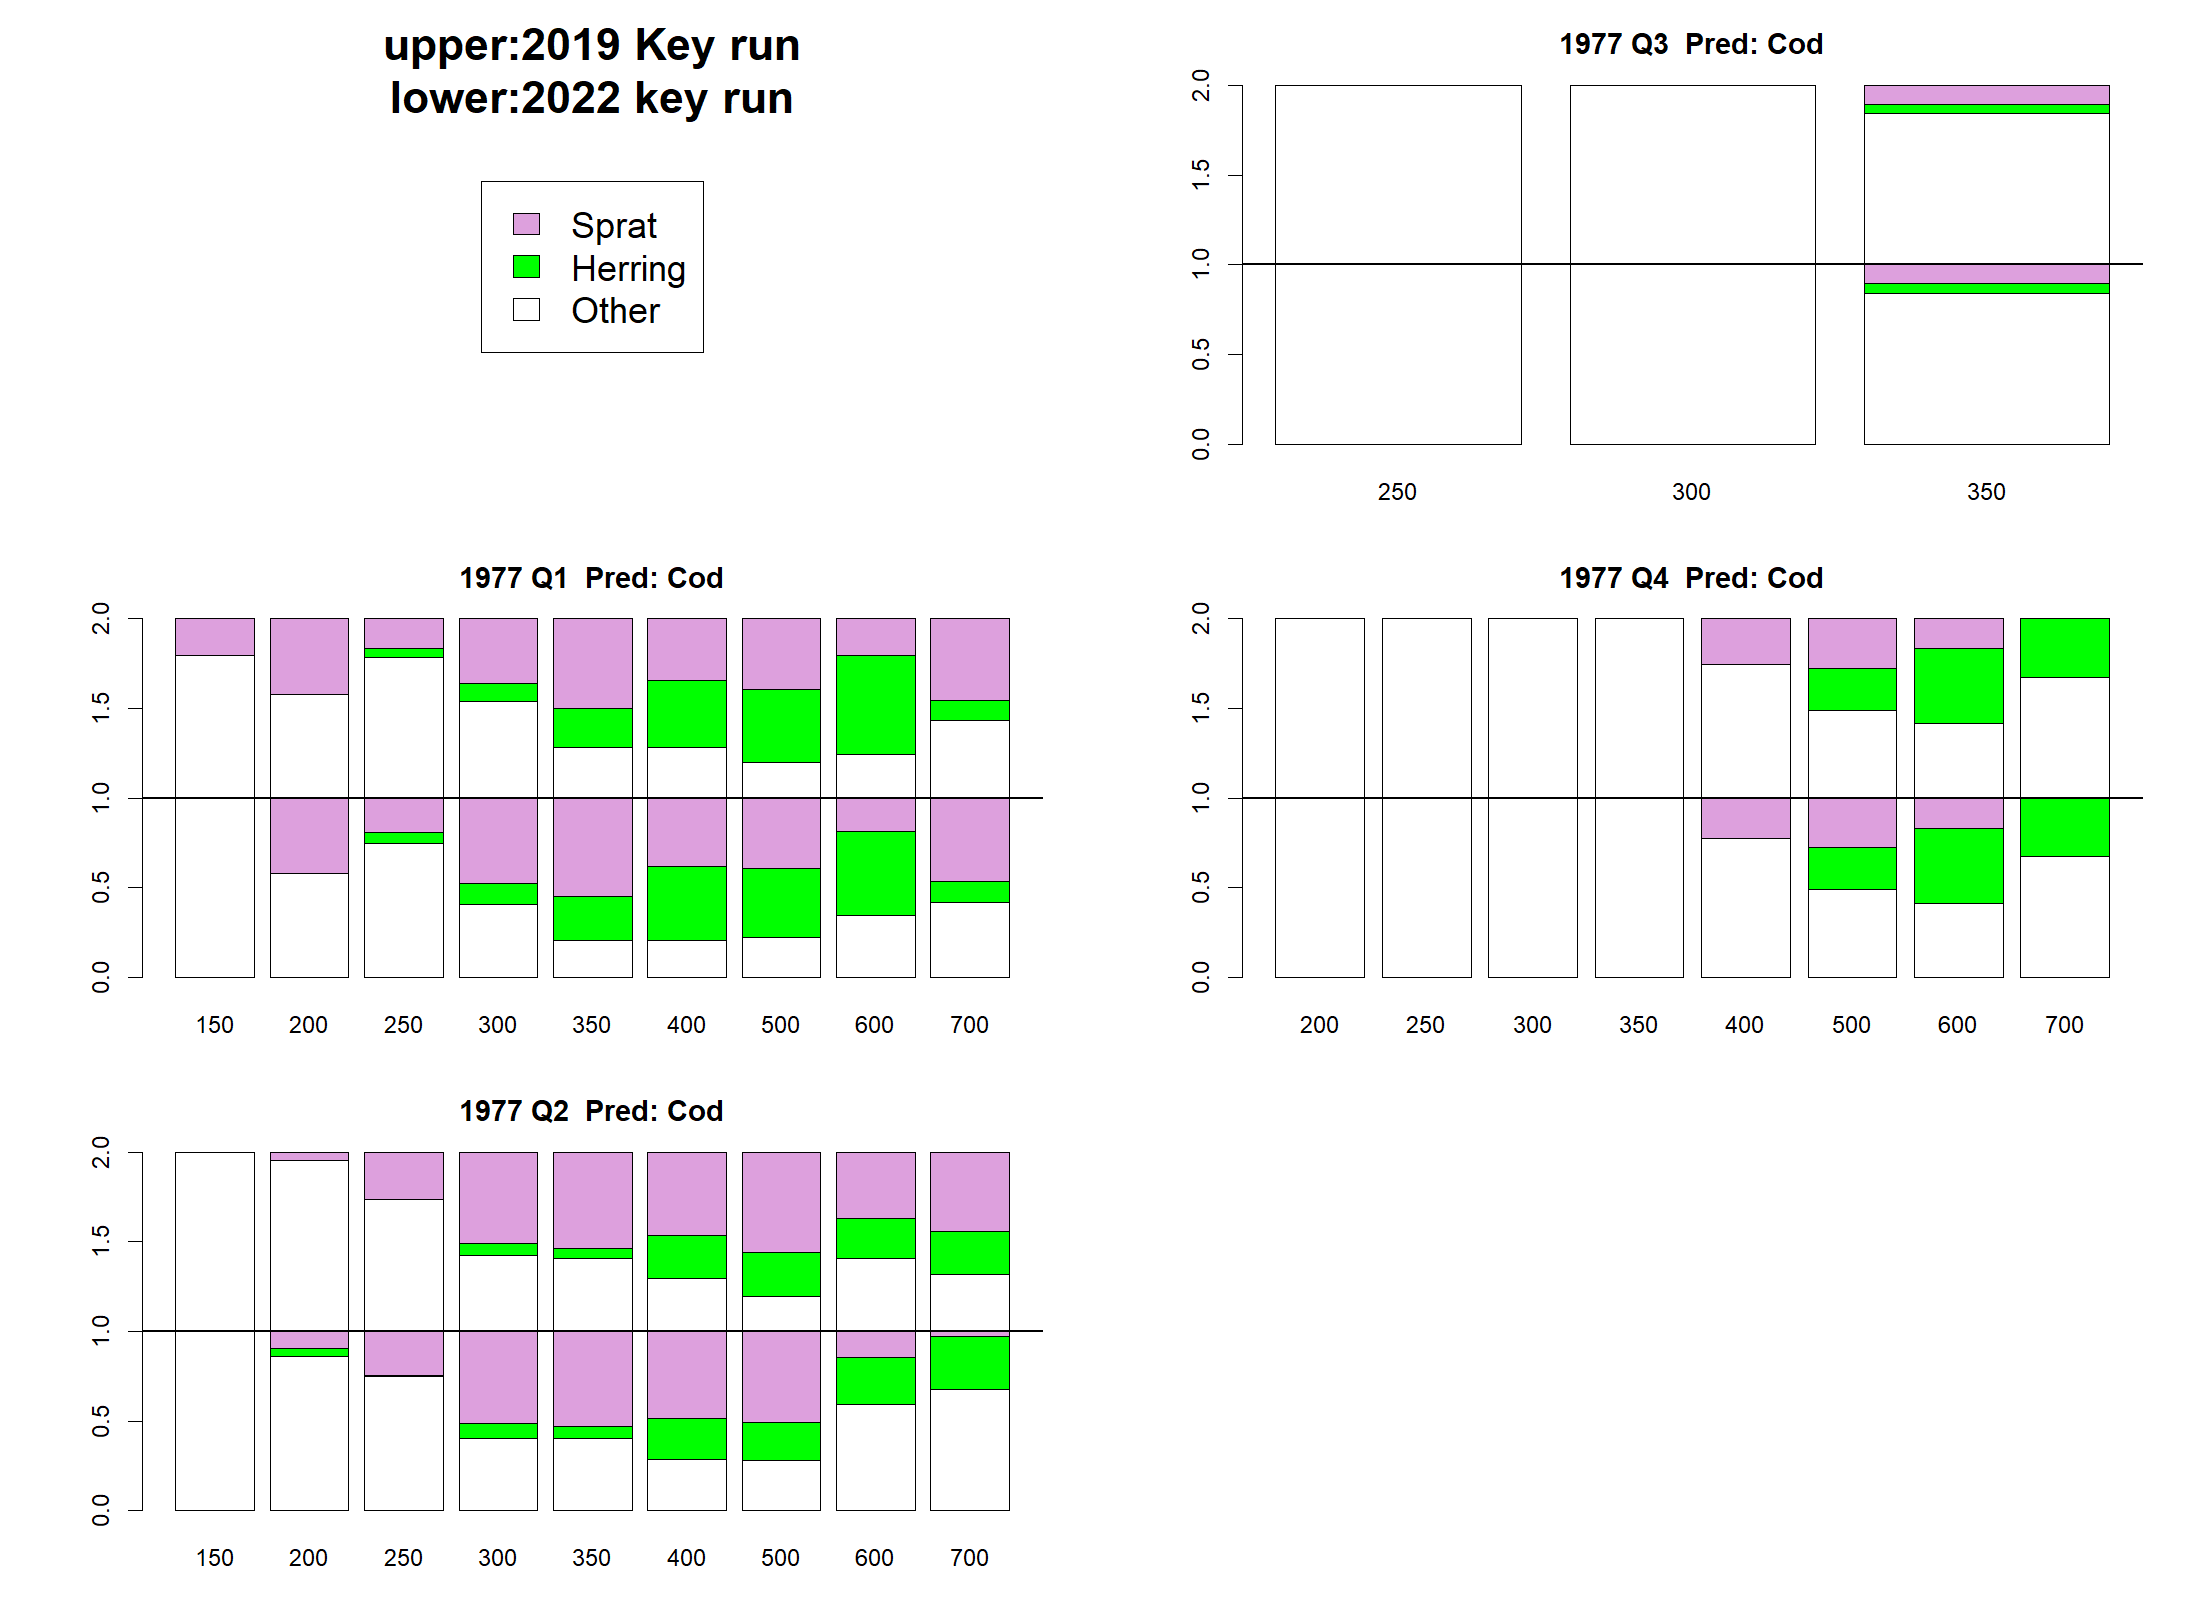 upper:2019 Key run
lower:2022 key run
Sprat
Herring
Other
1977 Q3 Pred: Cod
2.0
1.5
1.0
0.5
0.0
250 300 350
1977 Q1 Pred: Cod
2.0
1.5
1.0
0.5
0.0
150 200 250 300 350 400 500 600 700
1977 Q4 Pred: Cod
2.0
1.5
1.0
0.5
0.0
200 250 300 350 400 500 600 700
1977 Q2 Pred: Cod
2.0
1.5
1.0
0.5
0.0
150 200 250 300 350 400 500 600 700